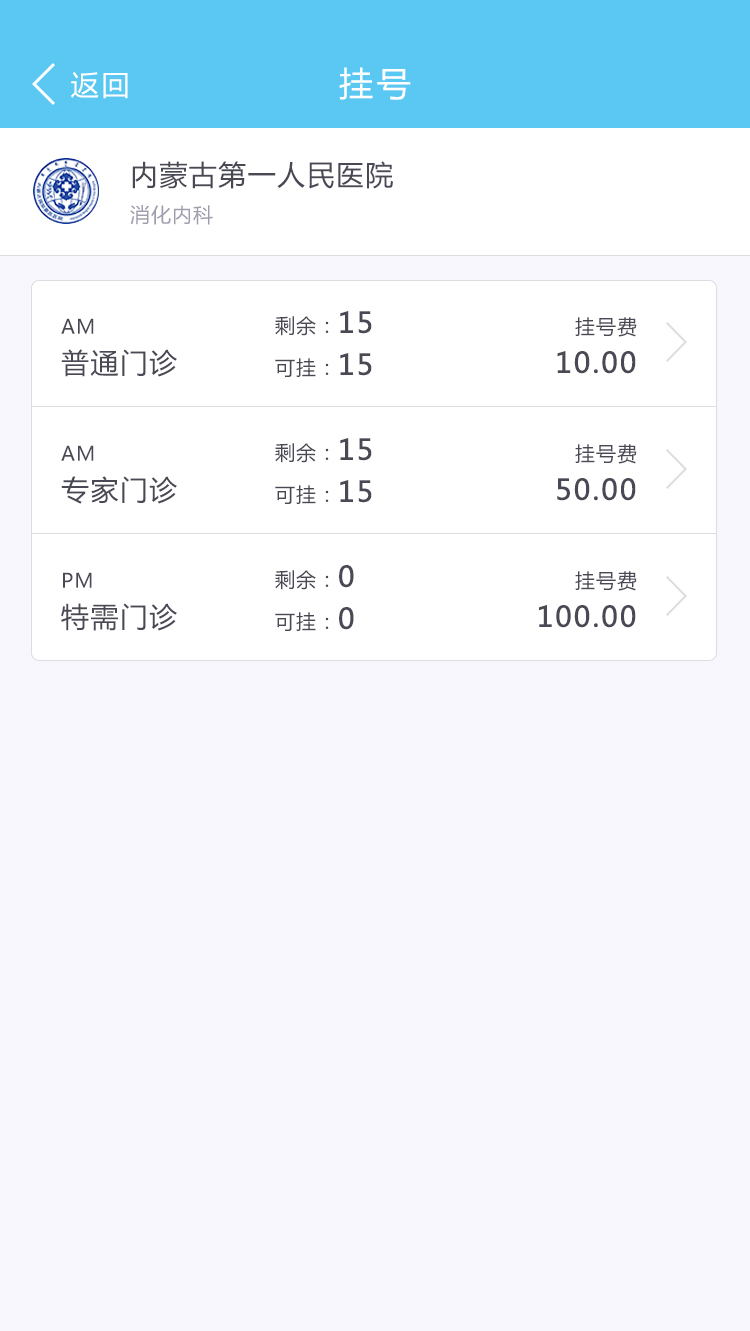 返回 挂号
内蒙古第一人民医院
消化内科
AM 剩余：15 挂号费
普通门诊 可挂：15 10.00
AM 剩余：15 挂号费
专家门诊 可挂：15 50.00
PM 剩余：0 挂号费
特需门诊 可挂：0 100.00